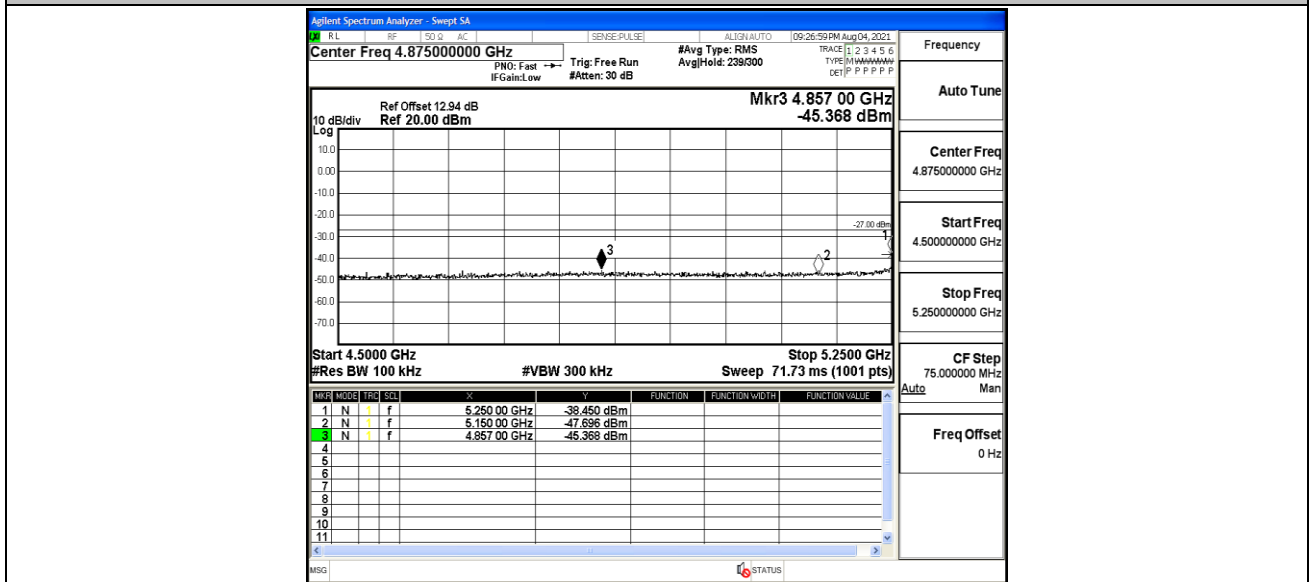 Agilent Spectrum Analyzer - Swept SA
RL RF 50 Ω AC SENSE:PULSE ALIGN AUTO 09:26:59 PM Aug 04, 2021
Center Freq 4.875000000 GHz
PNO: Fast
IFGain:Low
Trig: Free Run
#Atten: 30 dB
#Avg Type: RMS
Avg|Hold: 239/300
TRACE 1 2 3 4 5 6
TYPE M WWWWW
DET P P P P P P
Ref Offset 12.94 dB
10 dB/div Ref 20.00 dBm
Log
Mkr3 4.857 00 GHz
-45.368 dBm
10.0
0.00
-10.0
-20.0
-27.00 dBm
-30.0
1
-40.0
3
2
-50.0
-60.0
-70.0
Start 4.5000 GHz Stop 5.2500 GHz
#Res BW 100 kHz #VBW 300 kHz Sweep 71.73 ms (1001 pts)
MKR MODE TRC SCL X Y FUNCTION FUNCTION WIDTH FUNCTION VALUE
1 N 1 f 5.250 00 GHz -38.450 dBm
2 N 1 f 5.150 00 GHz -47.696 dBm
3 N 1 f 4.857 00 GHz -45.368 dBm
4
5
6
7
8
9
10
11
MSG STATUS
Frequency
Auto Tune
Center Freq
4.875000000 GHz
Start Freq
4.500000000 GHz
Stop Freq
5.250000000 GHz
CF Step
75.000000 MHz
Auto Man
Freq Offset
0 Hz